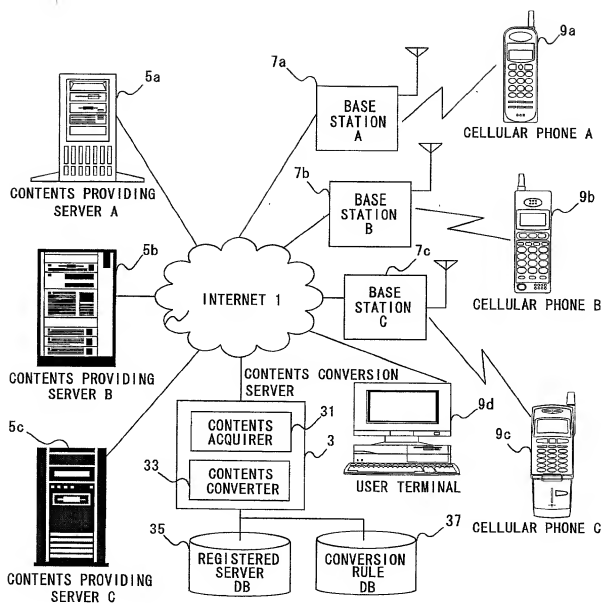 5a
CONTENTS PROVIDING
SERVER A
7a
BASE
STATION
A
9a
CELLULAR PHONE A
5b
CONTENTS PROVIDING
SERVER B
INTERNET 1
7b
BASE
STATION
B
9b
CELLULAR PHONE B
7c
BASE
STATION
C
5c
CONTENTS PROVIDING
SERVER C
CONTENTS CONVERSION
SERVER
CONTENTS
ACQUIRER
31
3
33
CONTENTS
CONVERTER
9d
USER TERMINAL
9c
CELLULAR PHONE C
35
REGISTERED
SERVER
DB
37
CONVERSION
RULE
DB